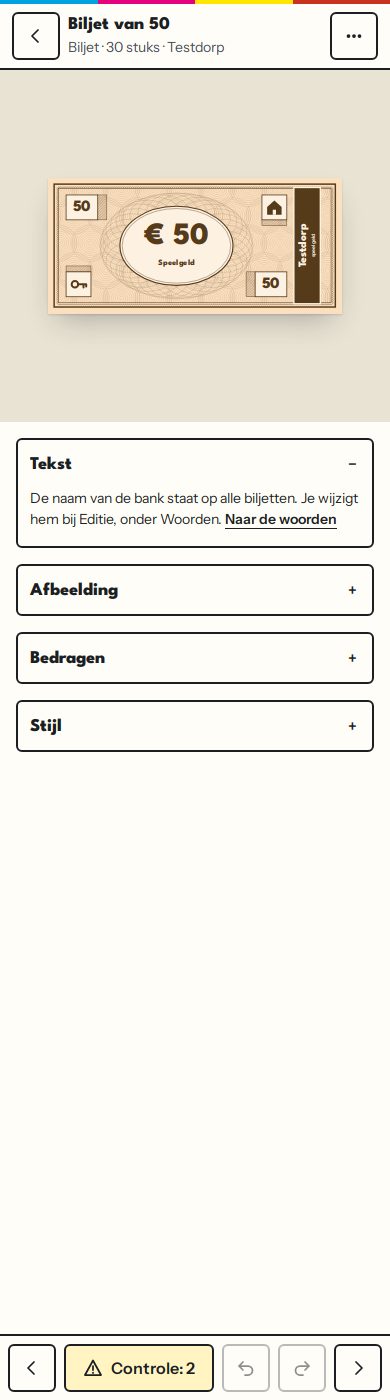 Biljet van 50
Biljet · 30 stuks · Testdorp
50
€ 50
Speelgeld
50
Testdorp
speelgeld
Tekst
De naam van de bank staat op alle biljetten. Je wijzigt
hem bij Editie, onder Woorden. Naar de woorden
Afbeelding
Bedragen
Stijl
Controle: 2